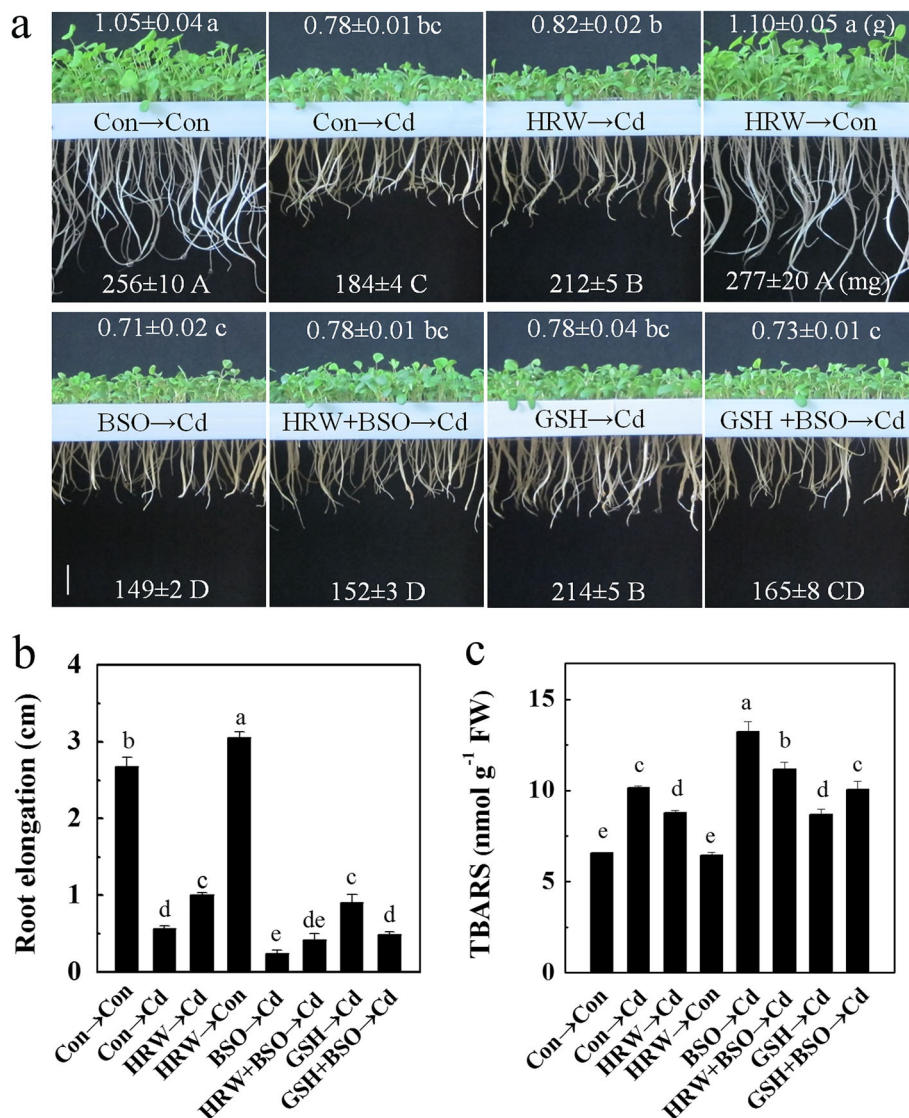 a
1.05±0.04 a
0.78±0.01 bc
0.82±0.02 b
1.10±0.05 a (g)
Con→Con
Con→Cd
HRW→Cd
HRW→Con
256±10 A
184±4 C
212±5 B
277±20 A (mg)
0.71±0.02 c
0.78±0.01 bc
0.78±0.04 bc
0.73±0.01 c
BSO→Cd
HRW+BSO→Cd
GSH→Cd
GSH +BSO→Cd
149±2 D
152±3 D
214±5 B
165±8 CD
b
Root elongation (cm)
4
3
2
1
0
b
d
c
a
e
de
c
d
Con→Con
Con→Cd
HRW→Cd
HRW→Con
BSO→Cd
HRW+BSO→Cd
GSH→Cd
GSH+BSO→Cd
c
TBARS (nmol g⁻¹ FW)
15
10
5
0
e
c
d
e
a
b
d
c
Con→Con
Con→Cd
HRW→Cd
HRW→Con
BSO→Cd
HRW+BSO→Cd
GSH→Cd
GSH+BSO→Cd